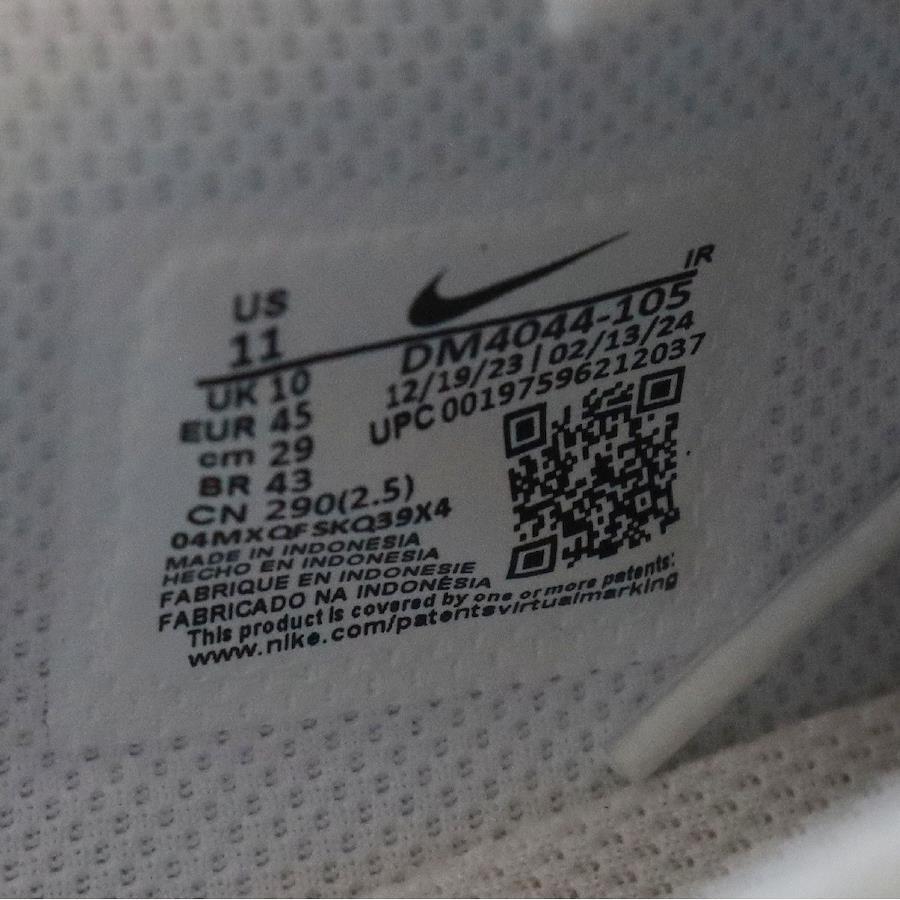 US
11
UK 10
EUR 45
cm 29
BR 43
CN 290(2.5)
IR
DM4044-105
12/19/23 | 02/13/24
UPC 00197596212037
04MXQFSKQ39X4
MADE IN INDONESIA
HECHO EN INDONESIA
FABRIQUE EN INDONESIE
FABRICADO NA INDONÉSIA
This product is covered by one or more patents:
www.nike.com/patentsvirtualmarking